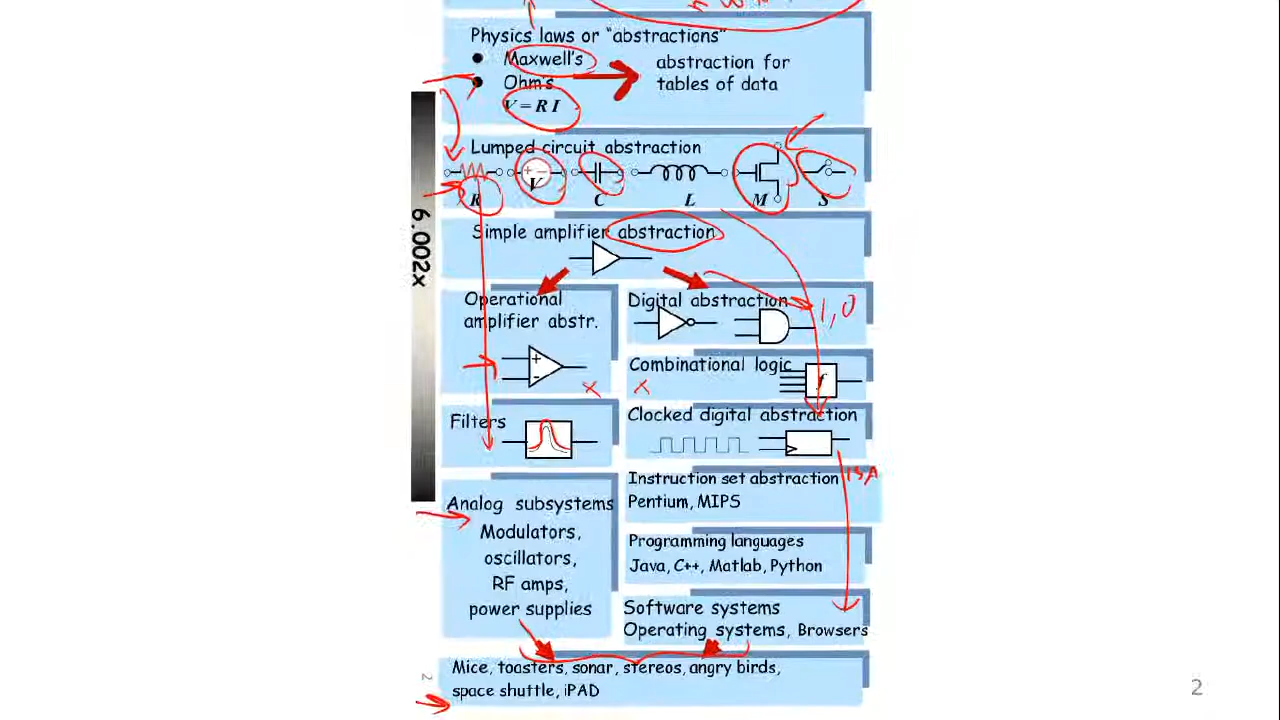 Physics laws or “abstractions”
● Maxwell's
● Ohm's
V = R I
abstraction for
tables of data
Lumped circuit abstraction
+ –
R V C L M S
6.002x
Simple amplifier abstraction
Operational
amplifier abstr.
+
-
Digital abstraction
1,0
Combinational logic
f
Filters
Clocked digital abstraction
Analog subsystems
Modulators,
oscillators,
RF amps,
power supplies
Instruction set abstraction
ISA
Pentium, MIPS
Programming languages
Java, C++, Matlab, Python
Software systems
Operating systems, Browsers
Mice, toasters, sonar, stereos, angry birds,
space shuttle, iPAD
2
2